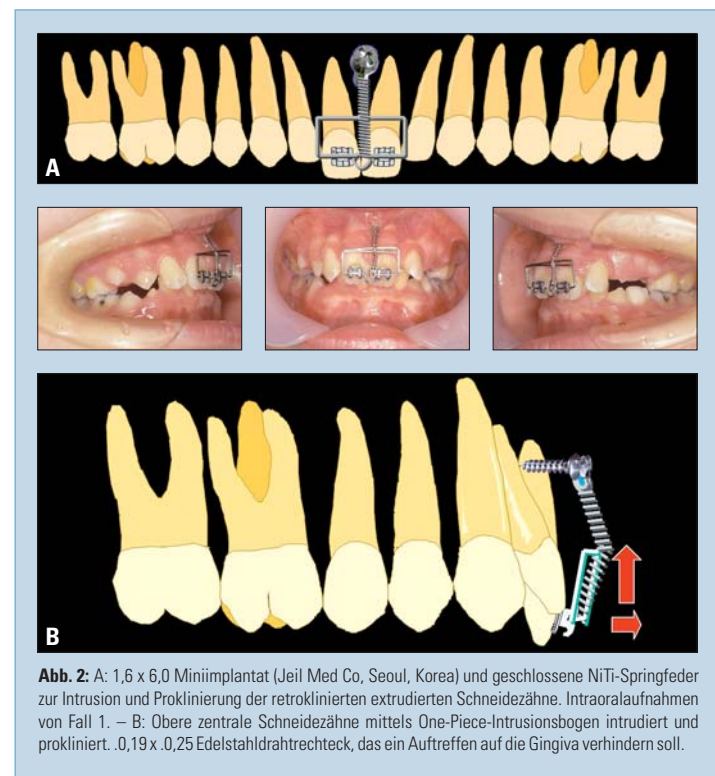 A
B
Abb. 2: A: 1,6 x 6,0 Miniimplantat (Jeil Med Co, Seoul, Korea) und geschlossene NiTi-Springfeder
zur Intrusion und Proklinierung der retroklinierten extrudierten Schneidezähne. Intraoralaufnahmen
von Fall 1. – B: Obere zentrale Schneidezähne mittels One-Piece-Intrusionsbogen intrudiert und
prokliniert. .0,19 x .0,25 Edelstahldrahtrechteck, das ein Auftreffen auf die Gingiva verhindern soll.